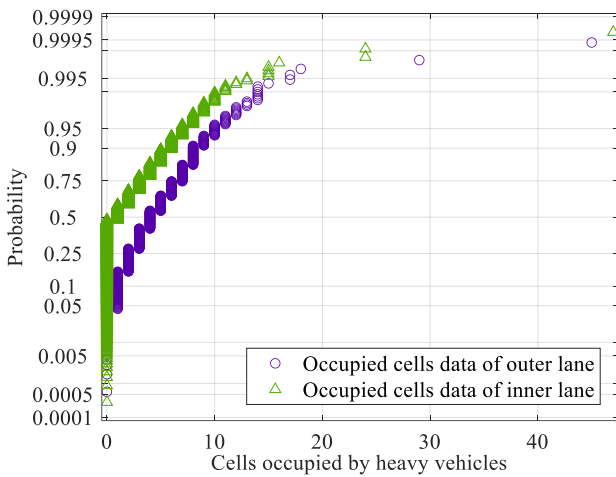 0.9999
0.9995
0.995
0.95
0.9
0.75
0.5
0.25
0.1
0.05
0.005
0.0005
0.0001
Probability
Occupied cells data of outer lane
Occupied cells data of inner lane
0 10 20 30 40
Cells occupied by heavy vehicles